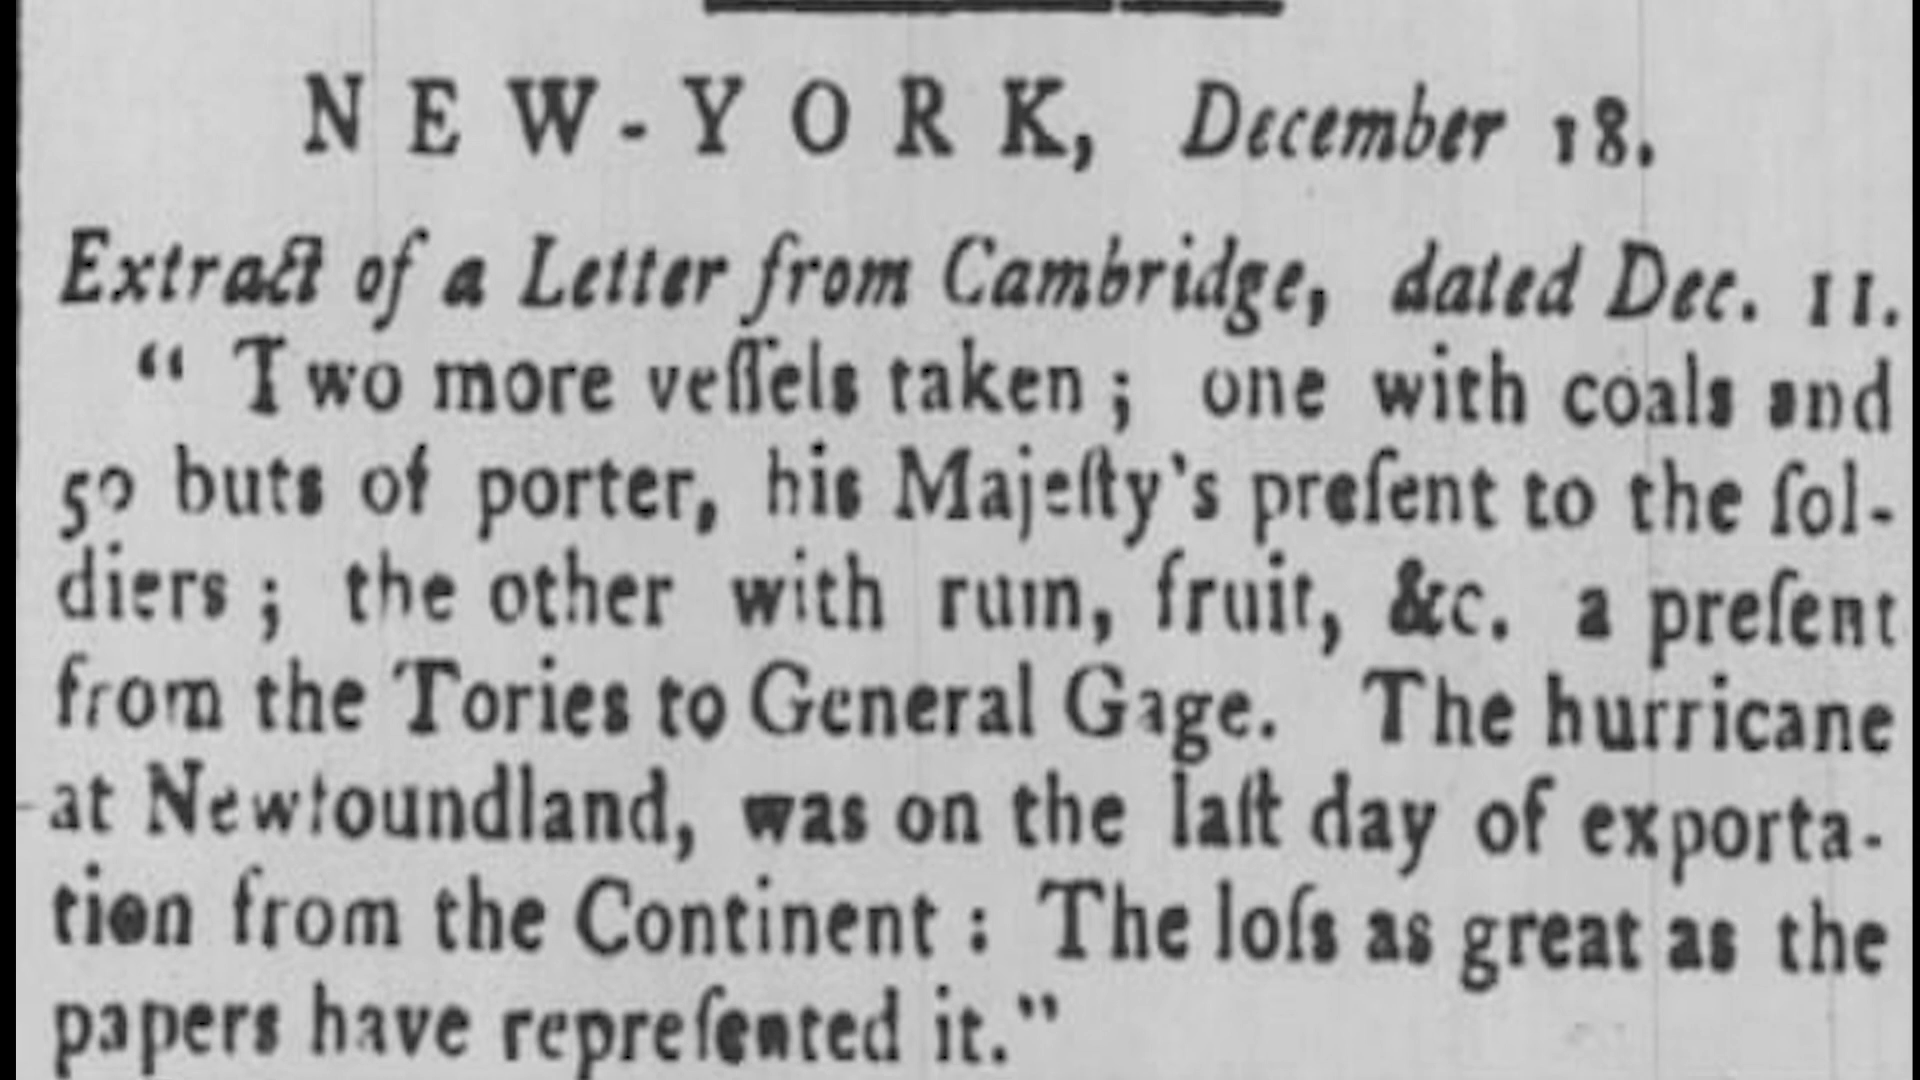 NEW-YORK, December 18.
Extract of a Letter from Cambridge, dated Dec. 11.
“ Two more veſſels taken ; one with coals and
50 buts of porter, his Majeſty's preſent to the ſol-
diers ; the other with rum, fruit, &c. a preſent
from the Tories to General Gage. The hurricane
at Newfoundland, was on the laſt day of exporta-
tion from the Continent : The loſs as great as the
papers have repreſented it.”